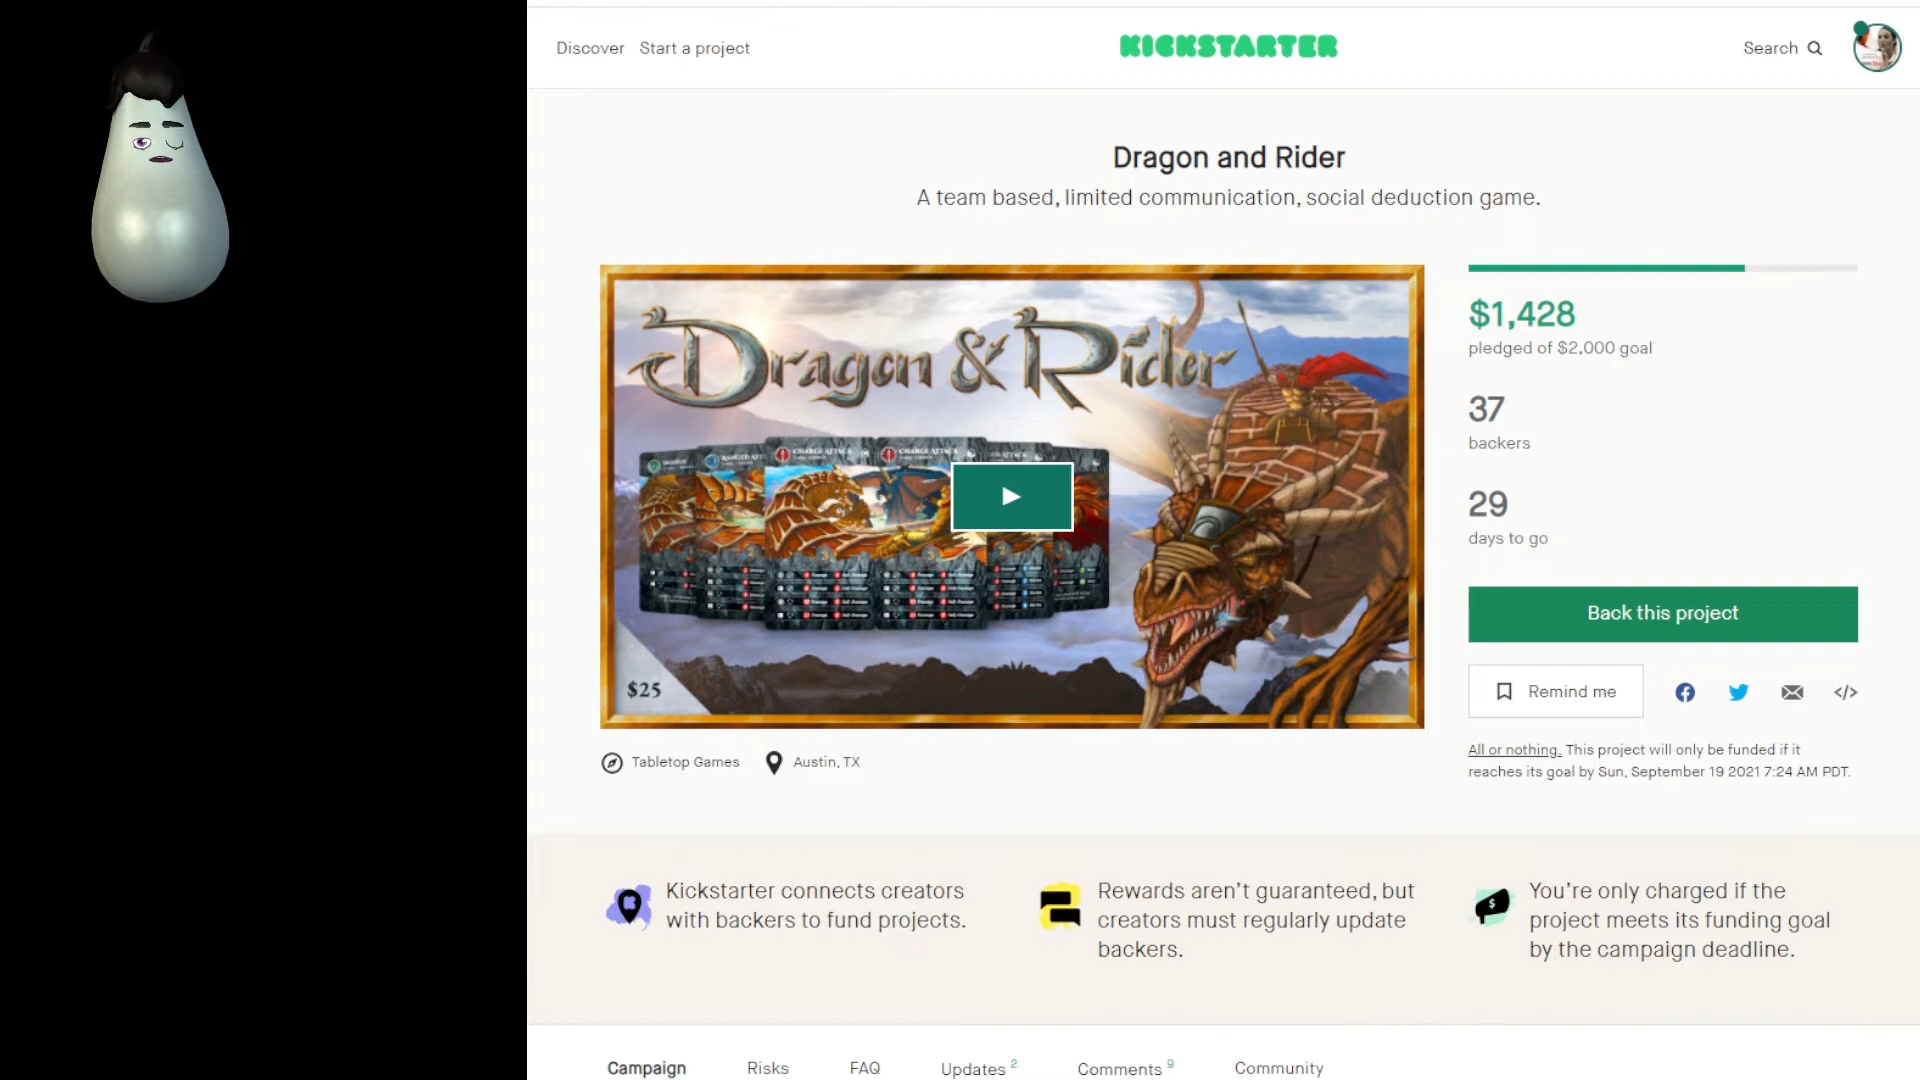 Discover Start a project
KICKSTARTER
Search
Dragon and Rider
A team based, limited communication, social deduction game.
Dragon & Rider
CHARGE ATTACK
CHARGE ATTACK
$25
$1,428
pledged of $2,000 goal
37
backers
29
days to go
Back this project
Remind me
All or nothing. This project will only be funded if it
reaches its goal by Sun, September 19 2021 7:24 AM PDT.
Tabletop Games Austin, TX
Kickstarter connects creators
with backers to fund projects.
Rewards aren't guaranteed, but
creators must regularly update
backers.
You're only charged if the
project meets its funding goal
by the campaign deadline.
Campaign Risks FAQ Updates 2 Comments 9 Community